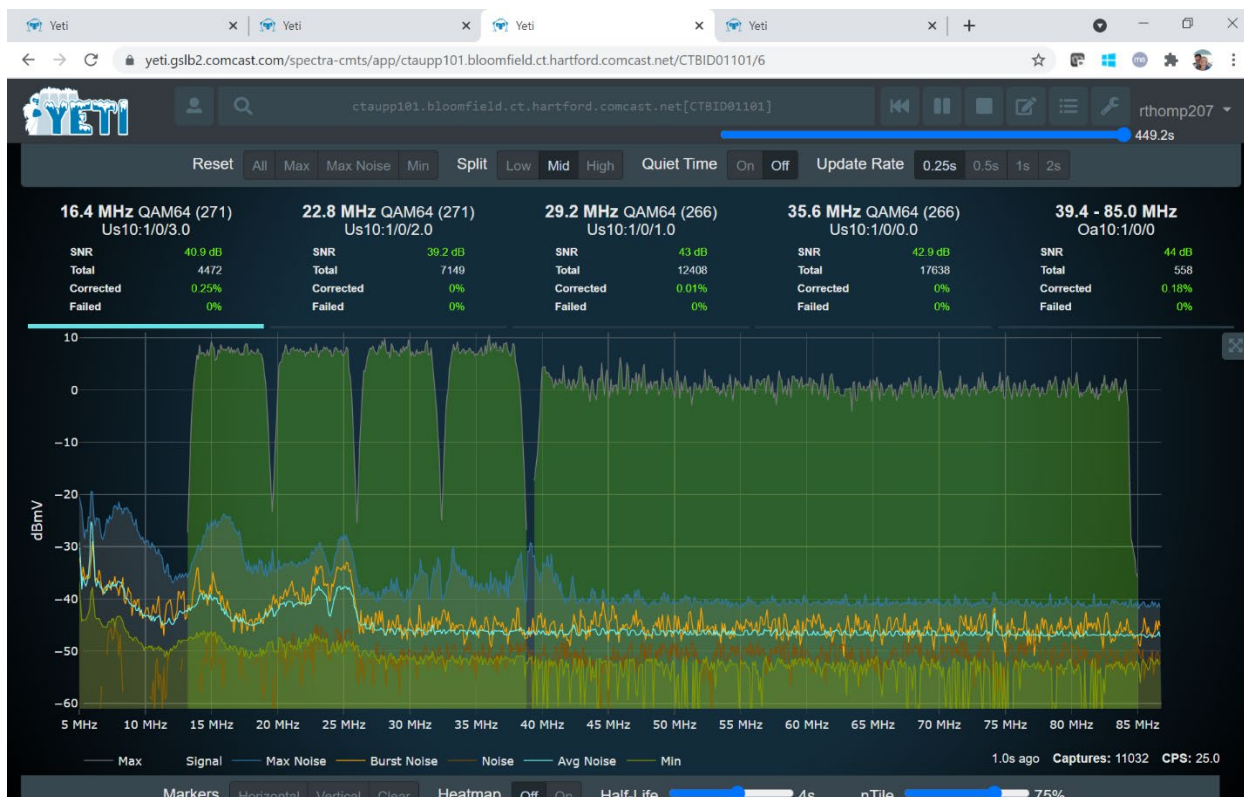 Yeti Yeti Yeti Yeti
yeti.gslb2.comcast.com/spectra-cmts/app/ctaupp101.bloomfield.ct.hartford.comcast.net/CTBID01101/6
YETI ctaupp101.bloomfield.ct.hartford.comcast.net[CTBID01101] rthomp207
449.2s
Reset All Max Max Noise Min Split Low Mid High Quiet Time On Off Update Rate 0.25s 0.5s 1s 2s
16.4 MHz QAM64 (271) 22.8 MHz QAM64 (271) 29.2 MHz QAM64 (266) 35.6 MHz QAM64 (266) 39.4 - 85.0 MHz
Us10:1/0/3.0 Us10:1/0/2.0 Us10:1/0/1.0 Us10:1/0/0.0 Oa10:1/0/0
SNR 40.9 dB SNR 39.2 dB SNR 43 dB SNR 42.9 dB SNR 44 dB
Total 4472 Total 7149 Total 12408 Total 17638 Total 558
Corrected 0.25% Corrected 0% Corrected 0.01% Corrected 0% Corrected 0.18%
Failed 0% Failed 0% Failed 0% Failed 0% Failed 0%
10
0
−10
−20
dBmV
−30
−40
−50
−60
5 MHz 10 MHz 15 MHz 20 MHz 25 MHz 30 MHz 35 MHz 40 MHz 45 MHz 50 MHz 55 MHz 60 MHz 65 MHz 70 MHz 75 MHz 80 MHz 85 MHz
Max Signal Max Noise Burst Noise Noise Avg Noise Min 1.0s ago Captures: 11032 CPS: 25.0
Markers Horizontal Vertical Clear Heatmap Off On Half-Life 4s nTile 75%